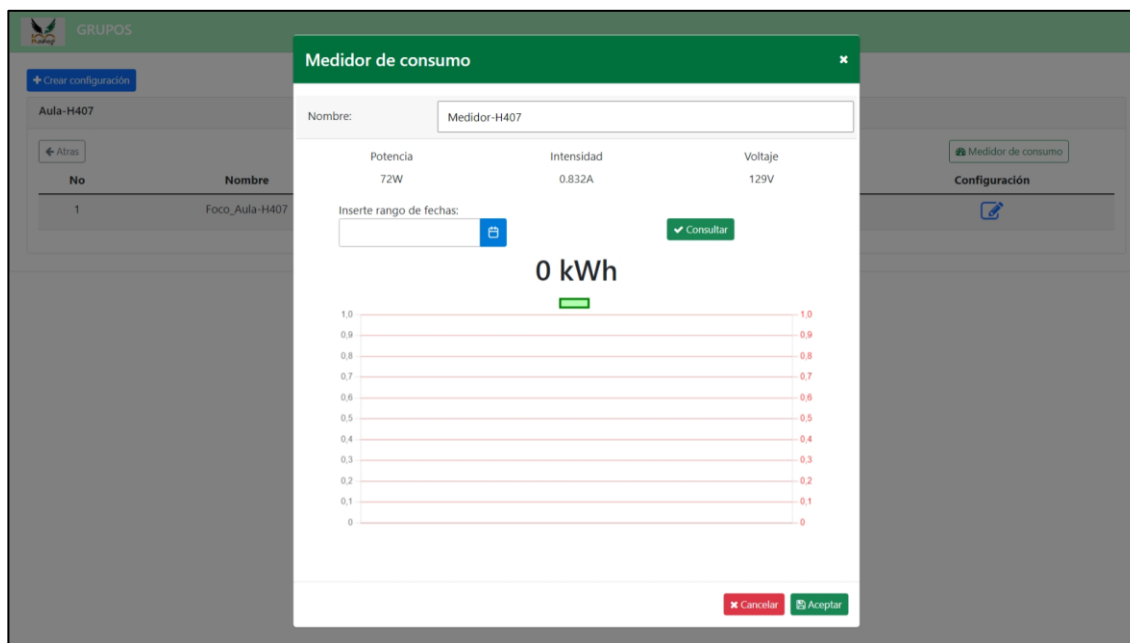 GRUPOS
Crear configuración
Aula-H407
Atras
Medidor de consumo
No Nombre Configuración
1 Foco_Aula-H407
Medidor de consumo
Nombre: Medidor-H407
Potencia Intensidad Voltaje
72W 0.832A 129V
Inserte rango de fechas:
Consultar
0 kWh
1,0 1,0
0,9 0,9
0,8 0,8
0,7 0,7
0,6 0,6
0,5 0,5
0,4 0,4
0,3 0,3
0,2 0,2
0,1 0,1
0 0
Cancelar Aceptar